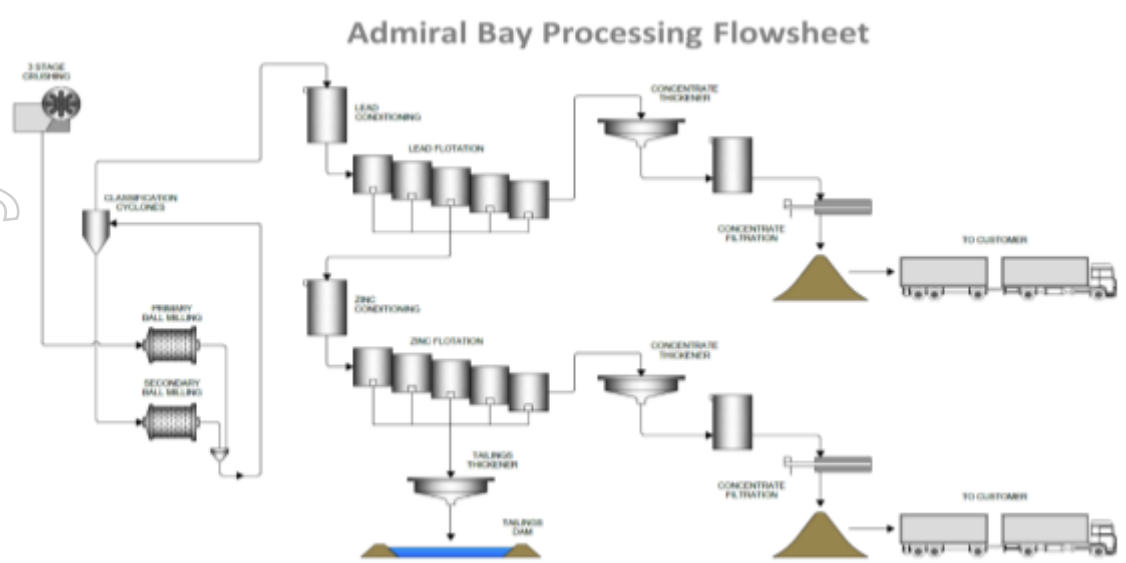 Admiral Bay Processing Flowsheet
3 STAGE
CRUSHING
CONCENTRATE
THICKENER
LEAD
CONDITIONING
LEAD FLOTATION
CLASSIFICATION
CYCLONES
CONCENTRATE
FILTRATION
TO CUSTOMER
ZINC
CONDITIONING
PRIMARY
BALL MILLING
ZINC FLOTATION
CONCENTRATE
THICKENER
SECONDARY
BALL MILLING
TAILINGS
THICKENER
CONCENTRATE
FILTRATION
TO CUSTOMER
TAILINGS
DAM